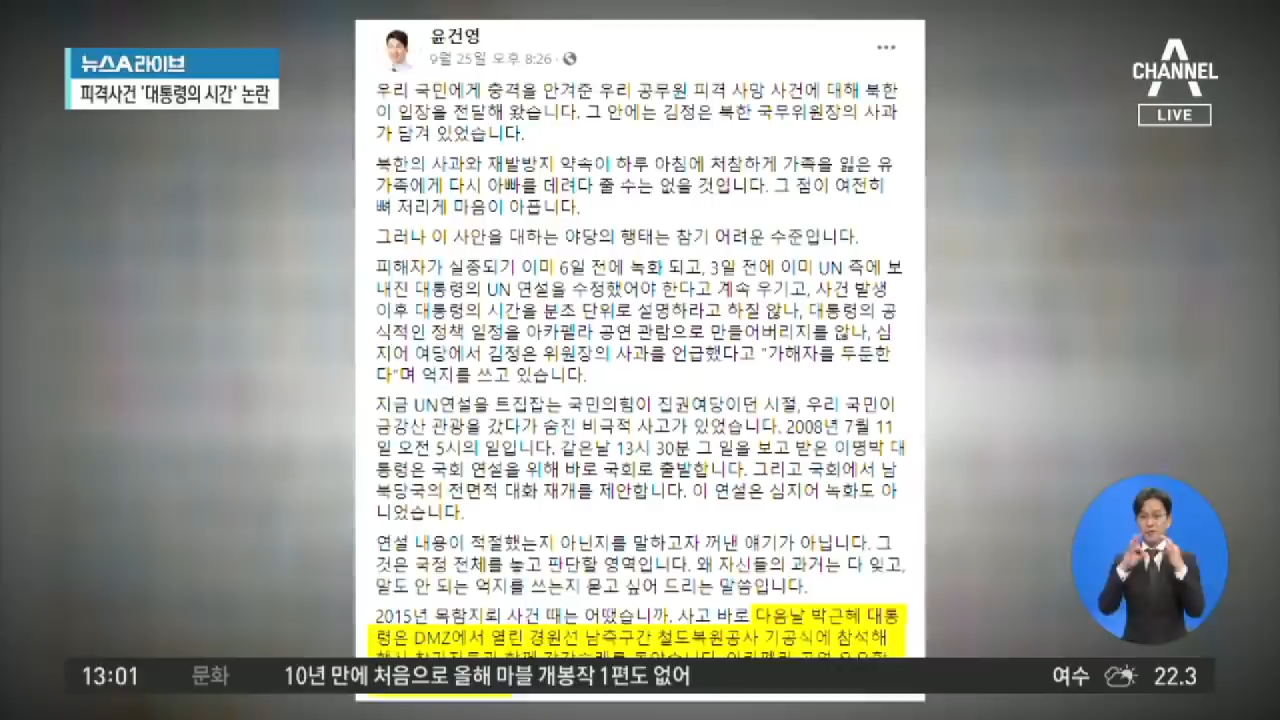 뉴스A 라이브
피격사건 '대통령의 시간' 논란
CHANNEL
LIVE
윤건영
9월 25일 오후 8:26
우리 국민에게 충격을 안겨준 우리 공무원 피격 사망 사건에 대해 북한
이 입장을 전달해 왔습니다. 그 안에는 김정은 북한 국무위원장의 사과
가 담겨 있었습니다.
북한의 사과와 재발방지 약속이 하루 아침에 처참하게 가족을 잃은 유
가족에게 다시 아빠를 데려다 줄 수는 없을 것입니다. 그 점이 여전히
뼈 저리게 마음이 아픕니다.
그러나 이 사안을 대하는 야당의 행태는 참기 어려운 수준입니다.
피해자가 실종되기 이미 6일 전에 녹화 되고, 3일 전에 이미 UN 측에 보
내진 대통령의 UN 연설을 수정했어야 한다고 계속 우기고, 사건 발생
이후 대통령의 시간을 분초 단위로 설명하라고 하질 않나, 대통령의 공
식적인 정책 일정을 아카펠라 공연 관람으로 만들어버리지를 않나, 심
지어 여당에서 김정은 위원장의 사과를 언급했다고 "가해자를 두둔한
다"며 억지를 쓰고 있습니다.
지금 UN연설을 트집잡는 국민의힘이 집권여당이던 시절, 우리 국민이
금강산 관광을 갔다가 숨진 비극적 사고가 있었습니다. 2008년 7월 11
일 오전 5시의 일입니다. 같은날 13시 30분 그 일을 보고 받은 이명박 대
통령은 국회 연설을 위해 바로 국회로 출발합니다. 그리고 국회에서 남
북당국의 전면적 대화 재개를 제안합니다. 이 연설은 심지어 녹화도 아
니었습니다.
연설 내용이 적절했는지 아닌지를 말하고자 꺼낸 얘기가 아닙니다. 그
것은 국정 전체를 놓고 판단할 영역입니다. 왜 자신들의 과거는 다 잊고,
말도 안 되는 억지를 쓰는지 묻고 싶어 드리는 말씀입니다.
2015년 목함지뢰 사건 때는 어땠습니까. 사고 바로 다음날 박근혜 대통
령은 DMZ에서 열린 경원선 남측구간 철도복원공사 기공식에 참석해
13:01 문화 10년 만에 처음으로 올해 마블 개봉작 1편도 없어 여수 22.3